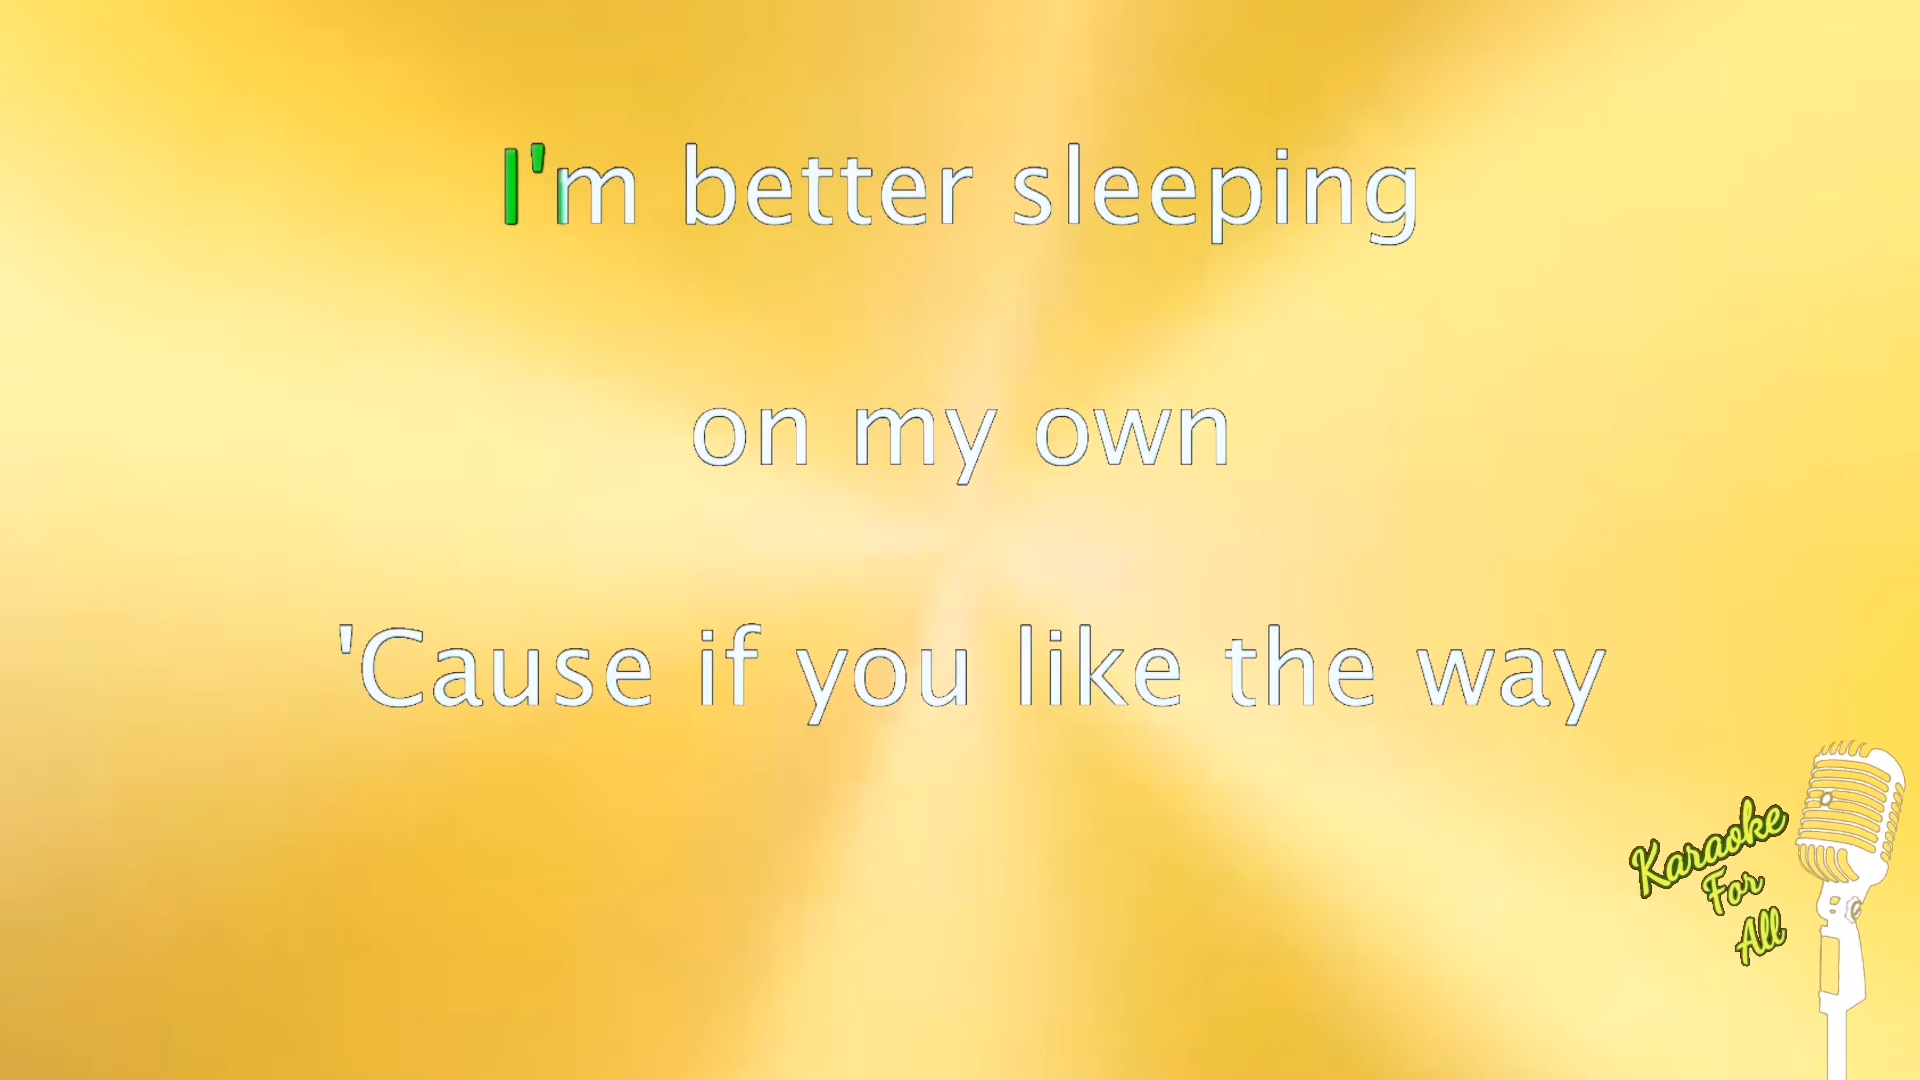 I'm better sleeping
on my own
'Cause if you like the way
Karaoke
For
All